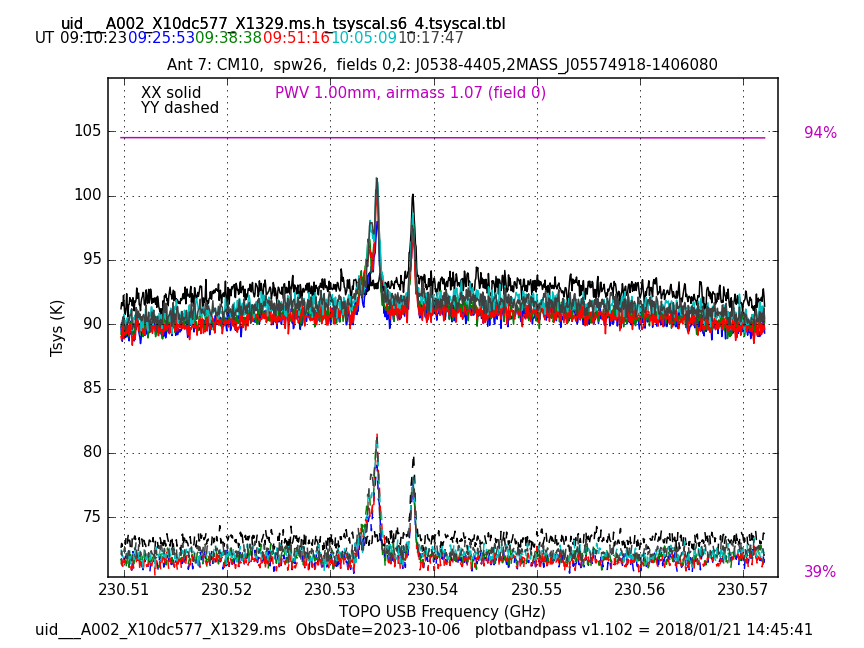 uid___A002_X10dc577_X1329.ms.h_tsyscal.s6_4.tsyscal.tbl
UT 09:10:23 09:25:53 09:38:38 09:51:16 10:05:09 10:17:47
Ant 7: CM10,  spw26,  fields 0,2: J0538-4405,2MASS_J05574918-1406080
XX solid
PWV 1.00mm, airmass 1.07 (field 0)
YY dashed
105
94%
100
95
90
85
80
75
Tsys (K)
39%
230.51 230.52 230.53 230.54 230.55 230.56 230.57
TOPO USB Frequency (GHz)
uid___A002_X10dc577_X1329.ms  ObsDate=2023-10-06   plotbandpass v1.102 = 2018/01/21 14:45:41